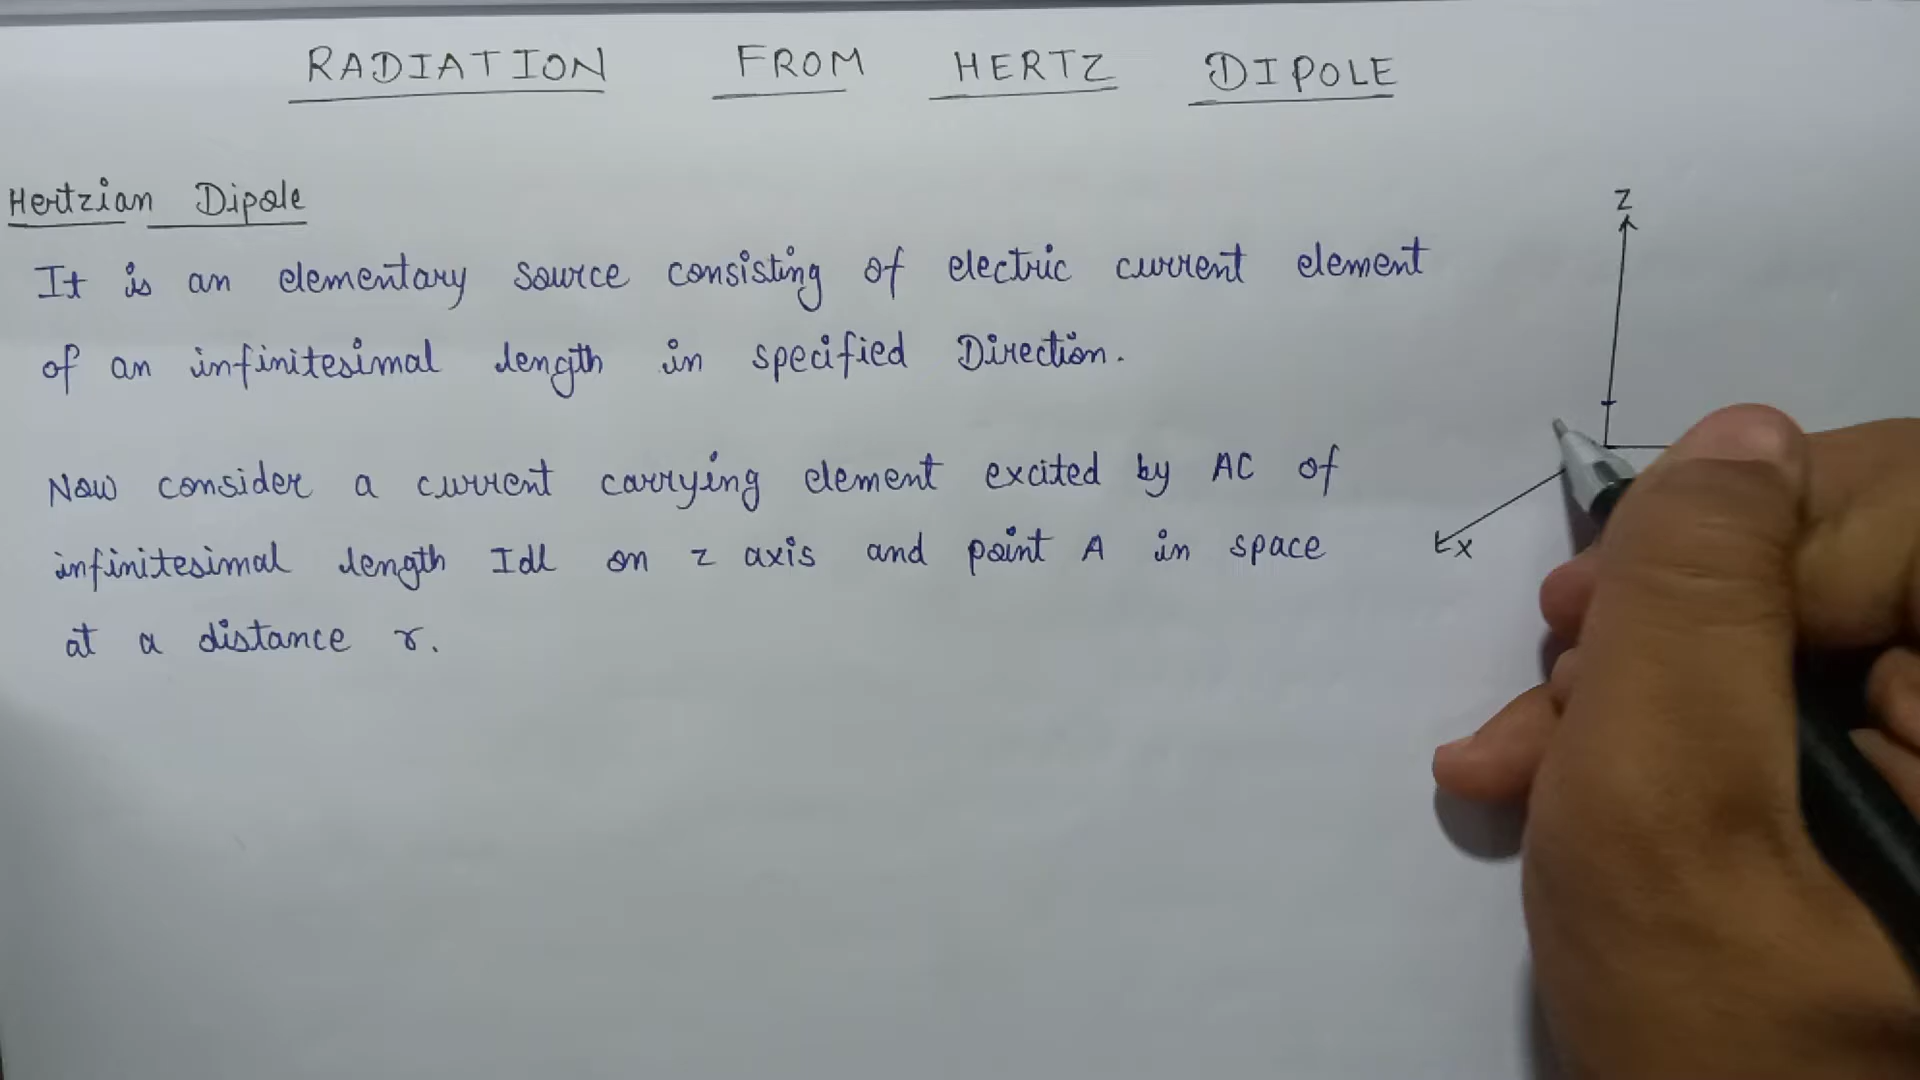 RADIATION FROM HERTZ DIPOLE
Hertzian Dipole
It is an elementary source consisting of electric current element
of an infinitesimal length in specified Direction.
Now consider a current carrying element excited by AC of
infinitesimal length Idl on z axis and point A in space
at a distance r.
Z
X